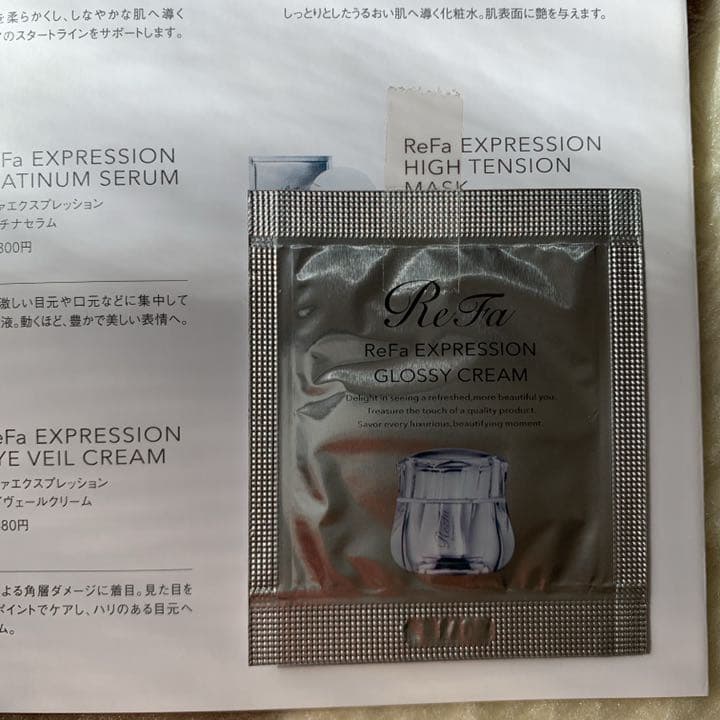 を柔らかくし、しなやかな肌へ導く
のスタートラインをサポートします。
しっとりとしたうるおい肌へ導く化粧水。肌表面に艶を与えます。
Fa EXPRESSION
ATINUM SERUM
ァエクスプレッション
チナセラム
300円
激しい目元や口元などに集中して
液。動くほど、豊かで美しい表情へ。
eFa EXPRESSION
YE VEIL CREAM
ァエクスプレッション
イヴェールクリーム
80円
よる角層ダメージに着目。見た目を
ポイントでケアし、ハリのある目元へ
ム。
ReFa EXPRESSION
HIGH TENSION
MASK
ReFa
ReFa EXPRESSION
GLOSSY CREAM
Delight in seeing a refreshed,more beautiful you.
Treasure the touch of a quality product.
Savor every luxurious,beautifying moment.